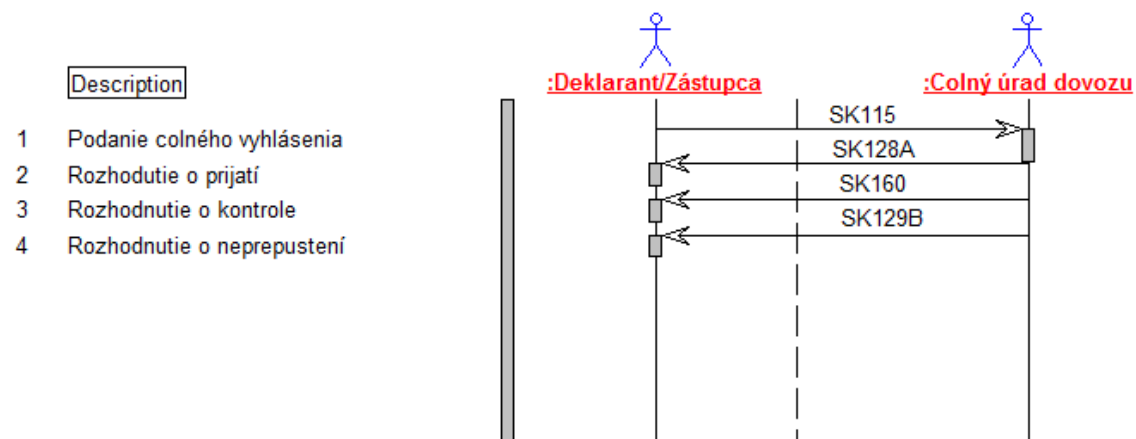 :Deklarant/Zástupca :Colný úrad dovozu
Description
1 Podanie colného vyhlásenia SK115
2 Rozhodutie o prijatí SK128A
3 Rozhodnutie o kontrole SK160
4 Rozhodnutie o neprepustení SK129B